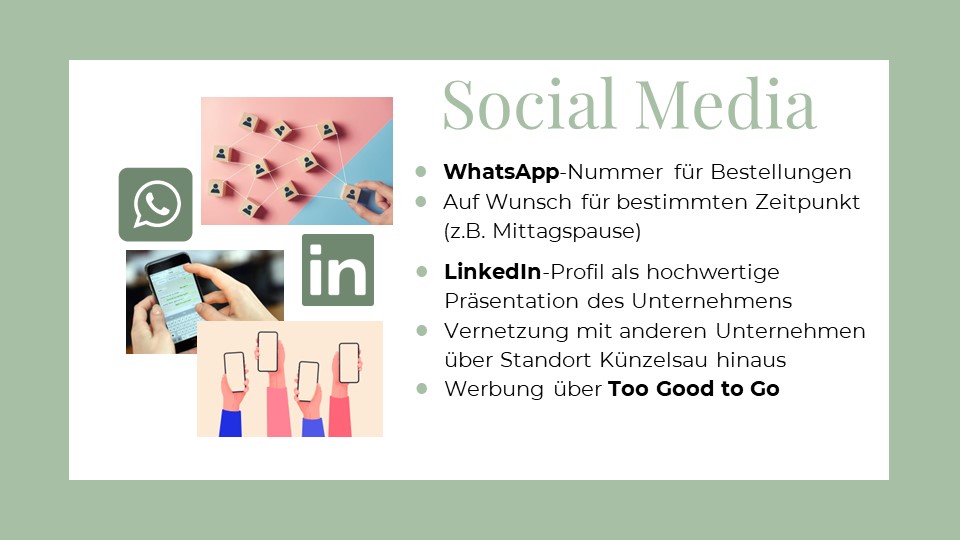 Social Media
WhatsApp-Nummer für Bestellungen
Auf Wunsch für bestimmten Zeitpunkt
(z.B. Mittagspause)
in
LinkedIn-Profil als hochwertige
Präsentation des Unternehmens
Vernetzung mit anderen Unternehmen
über Standort Künzelsau hinaus
Werbung über Too Good to Go